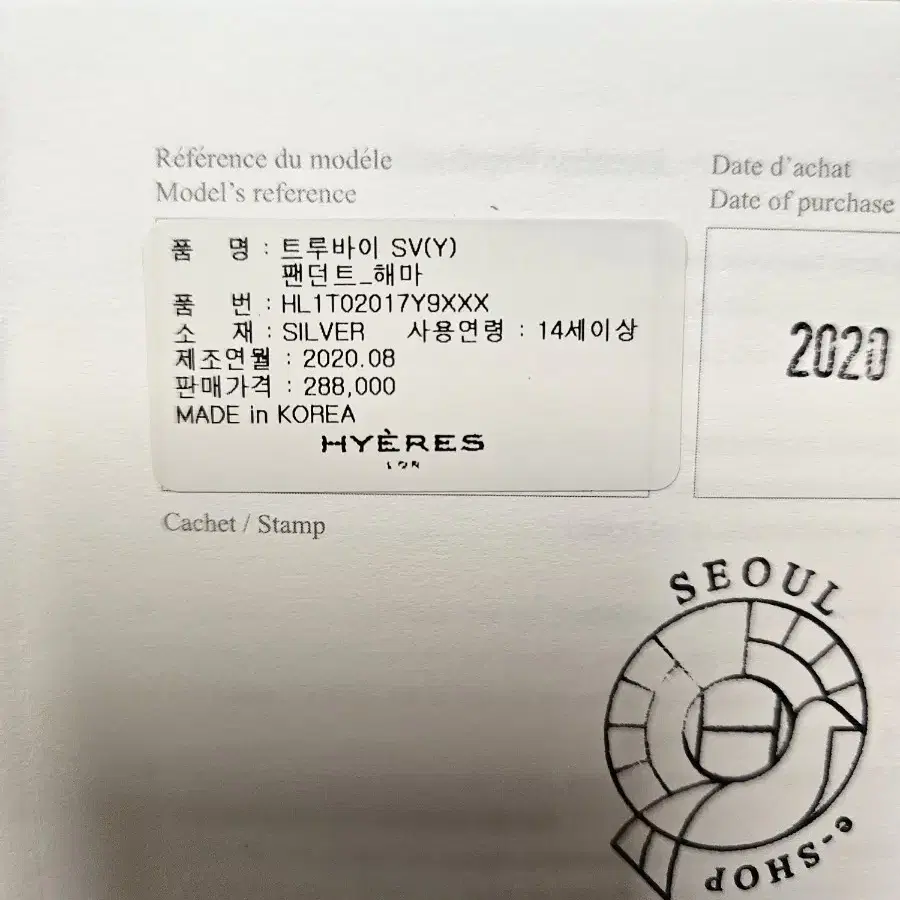 Référence du modéle
Model's reference
Date d'achat
Date of purchase
품 명 : 트루바이 SV(Y)
팬던트_해마
품 번 : HL1T02017Y9XXX
소 재 : SILVER 사용연령 : 14세이상
제조연월 : 2020.08
판매가격 : 288,000
MADE in KOREA
HYÈRES
LOR
2020
Cachet / Stamp
SEOUL
e-SHOP